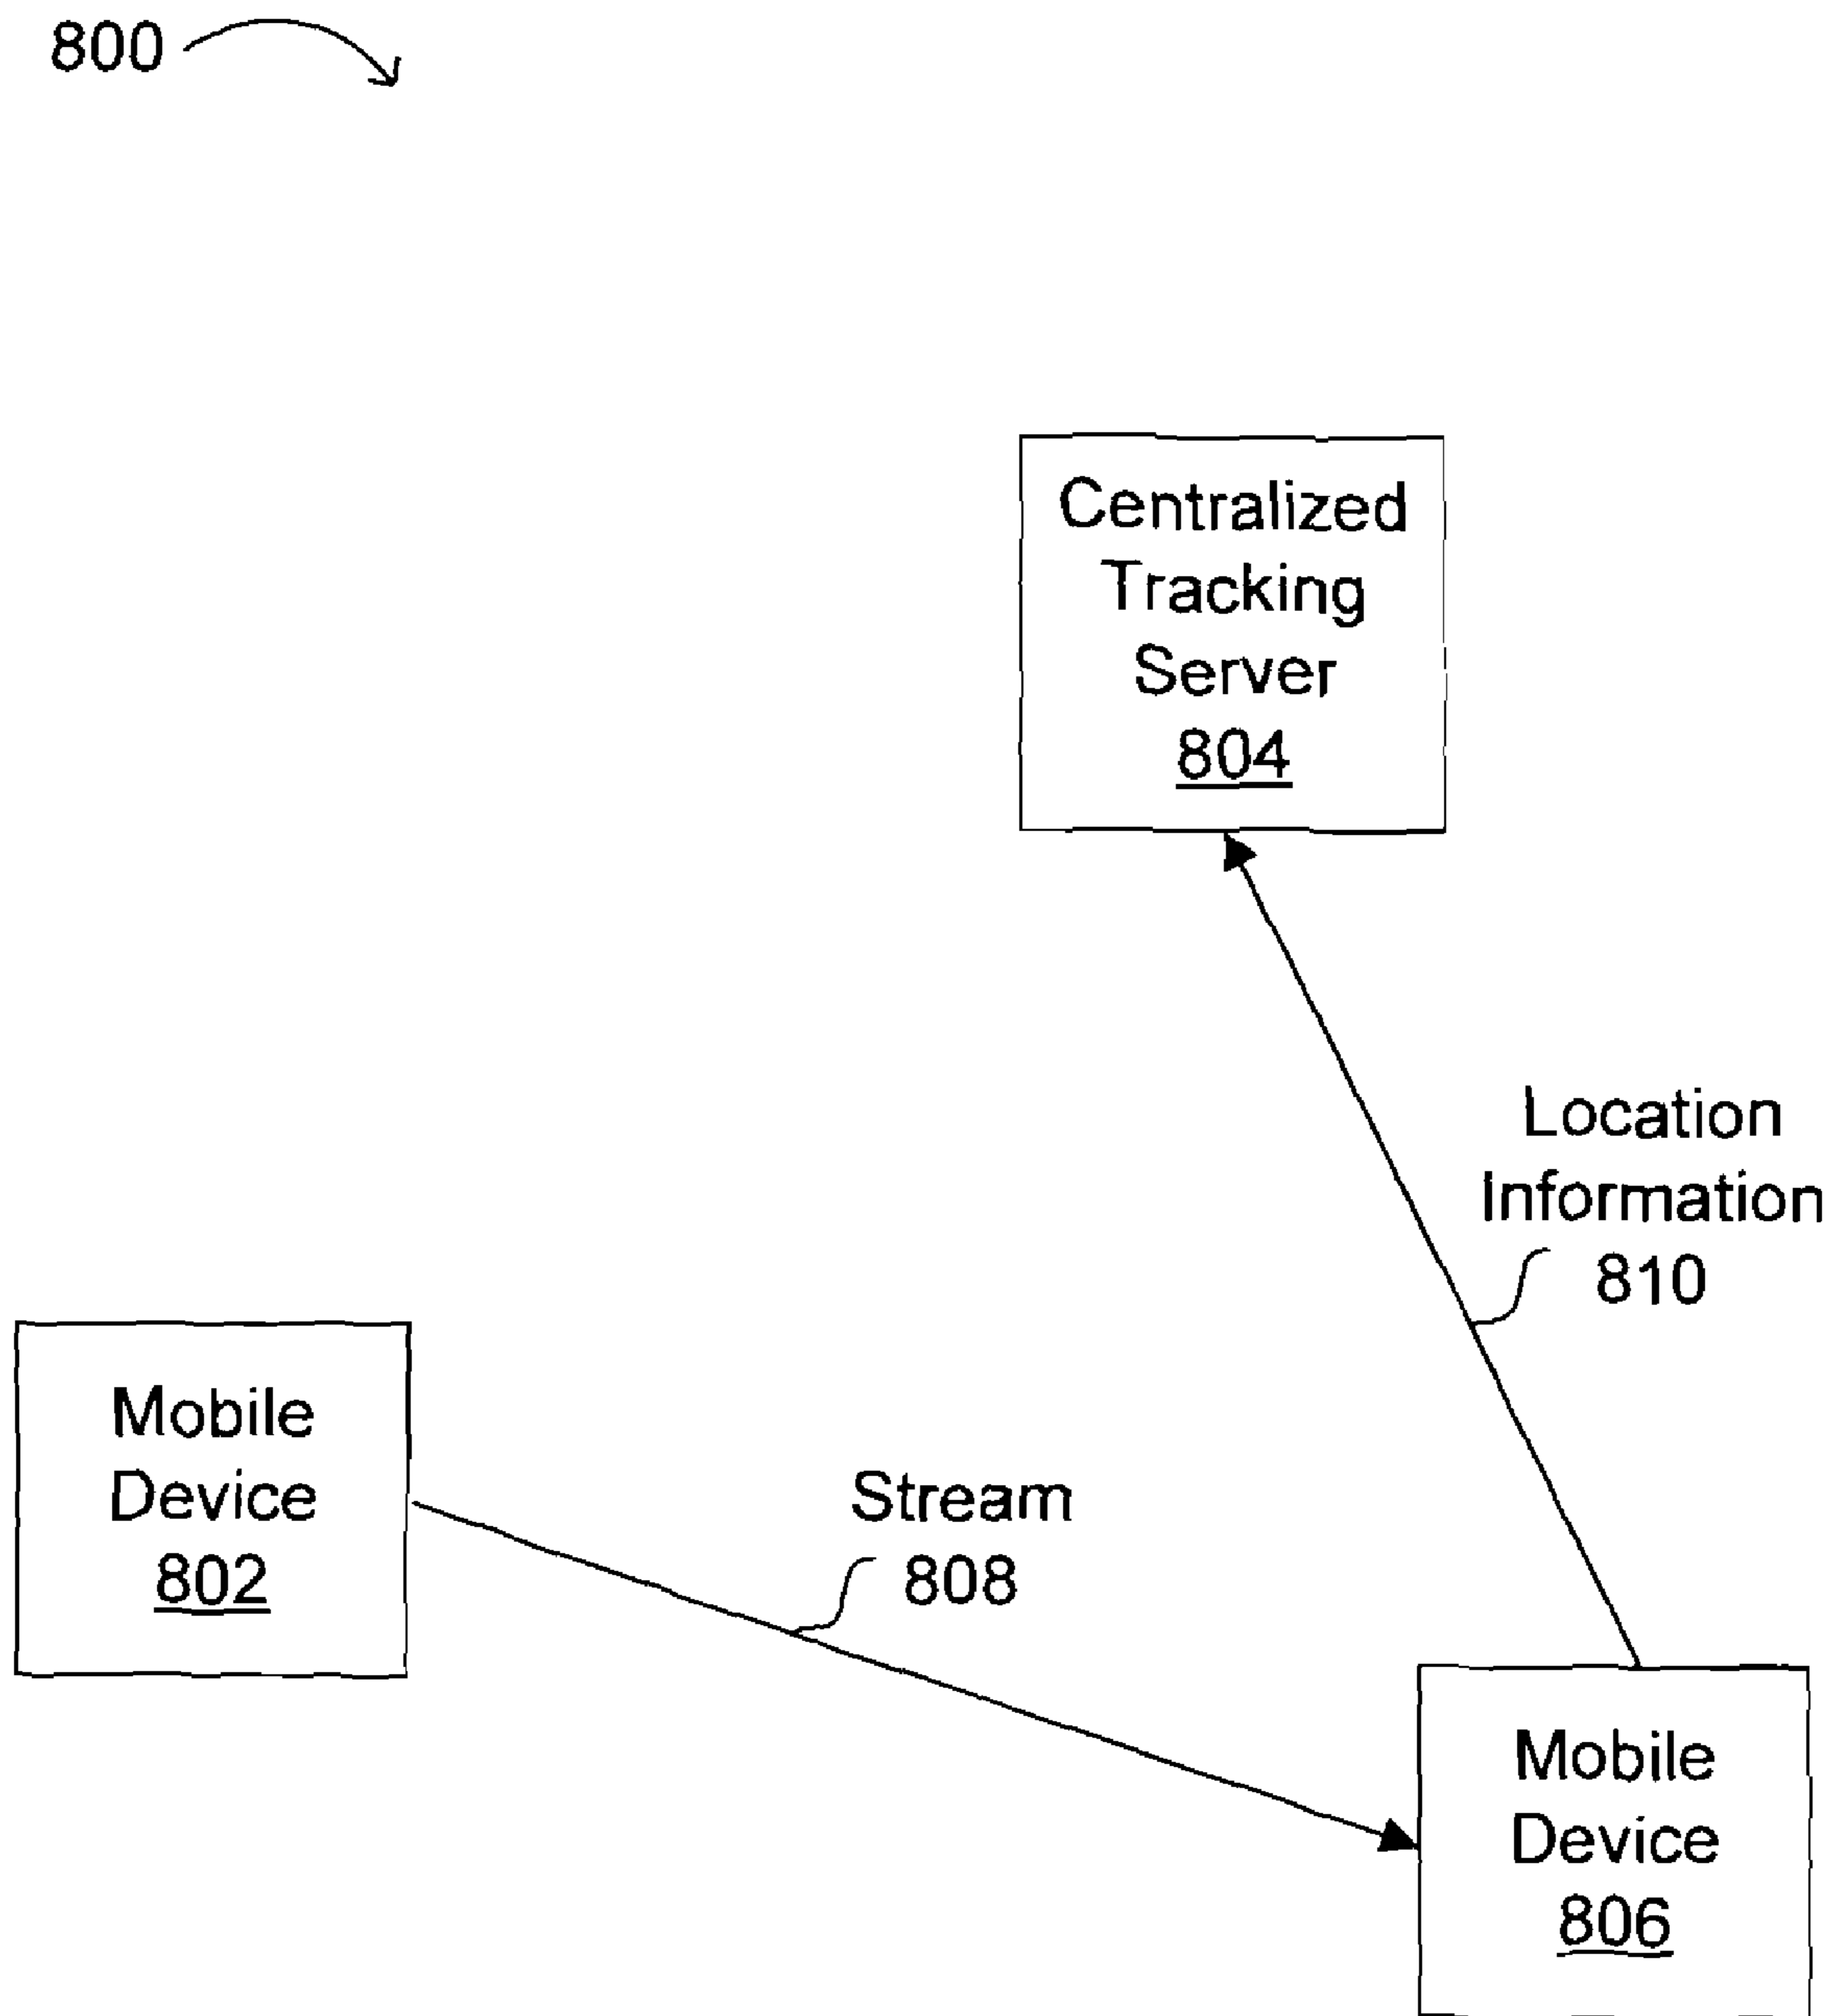 800
Centralized
Tracking
Server
804
Location
Information
810
Mobile
Device
802
Stream
808
Mobile
Device
806